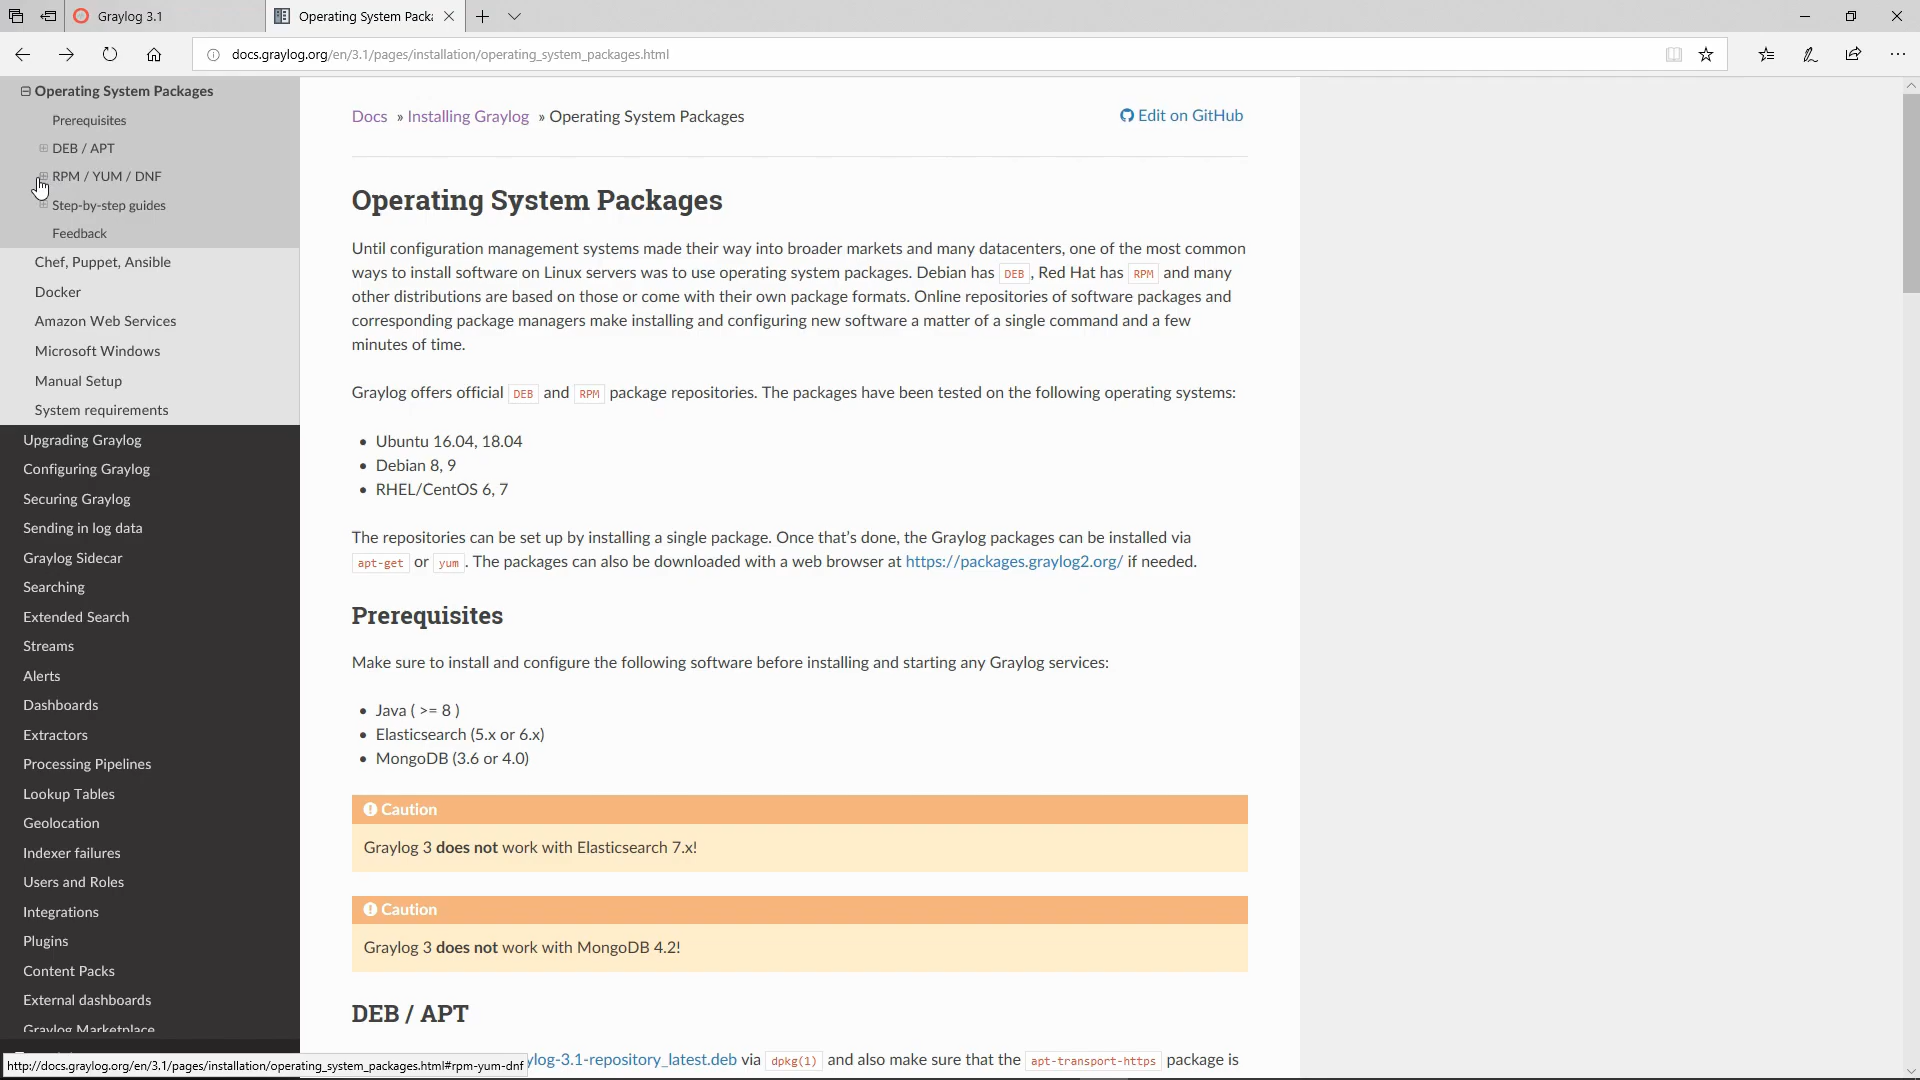 Graylog 3.1
Operating System Packa
docs.graylog.org/en/3.1/pages/installation/operating_system_packages.html
Operating System Packages
Prerequisites
DEB / APT
RPM / YUM / DNF
Step-by-step guides
Feedback
Chef, Puppet, Ansible
Docker
Amazon Web Services
Microsoft Windows
Manual Setup
System requirements
Upgrading Graylog
Configuring Graylog
Securing Graylog
Sending in log data
Graylog Sidecar
Searching
Extended Search
Streams
Alerts
Dashboards
Extractors
Processing Pipelines
Lookup Tables
Geolocation
Indexer failures
Users and Roles
Integrations
Plugins
Content Packs
External dashboards
Graylog Marketplace
http://docs.graylog.org/en/3.1/pages/installation/operating_system_packages.html#rpm-yum-dnf
Docs » Installing Graylog » Operating System Packages
Edit on GitHub
Operating System Packages
Until configuration management systems made their way into broader markets and many datacenters, one of the most common
ways to install software on Linux servers was to use operating system packages. Debian has DEB , Red Hat has RPM and many
other distributions are based on those or come with their own package formats. Online repositories of software packages and
corresponding package managers make installing and configuring new software a matter of a single command and a few
minutes of time.
Graylog offers official DEB and RPM package repositories. The packages have been tested on the following operating systems:
• Ubuntu 16.04, 18.04
• Debian 8, 9
• RHEL/CentOS 6, 7
The repositories can be set up by installing a single package. Once that’s done, the Graylog packages can be installed via
apt-get or yum . The packages can also be downloaded with a web browser at https://packages.graylog2.org/ if needed.
Prerequisites
Make sure to install and configure the following software before installing and starting any Graylog services:
• Java ( >= 8 )
• Elasticsearch (5.x or 6.x)
• MongoDB (3.6 or 4.0)
Caution
Graylog 3 does not work with Elasticsearch 7.x!
Caution
Graylog 3 does not work with MongoDB 4.2!
DEB / APT
ylog-3.1-repository_latest.deb via dpkg(1) and also make sure that the apt-transport-https package is